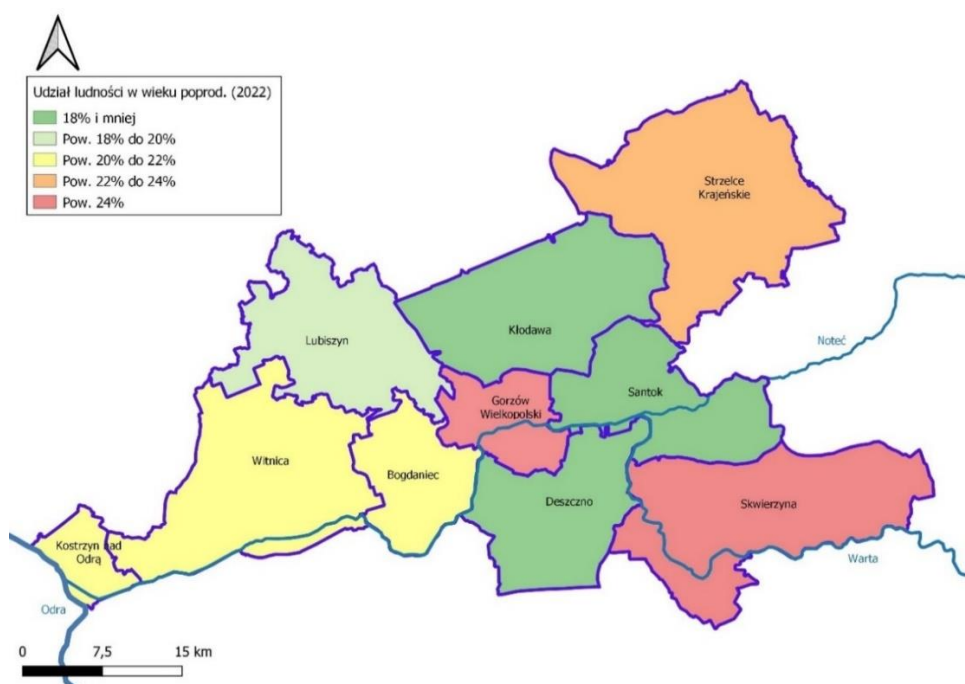 Udział ludności w wieku poprod. (2022)
18% i mniej
Pow. 18% do 20%
Pow. 20% do 22%
Pow. 22% do 24%
Pow. 24%
Strzelce
Krajeńskie
Kłodawa
Lubiszyn
Noteć
Santok
Gorzów
Wielkopolski
Witnica
Bogdaniec
Deszczno
Skwierzyna
Kostrzyn nad
Odrą
Warta
Odra
0 7,5 15 km